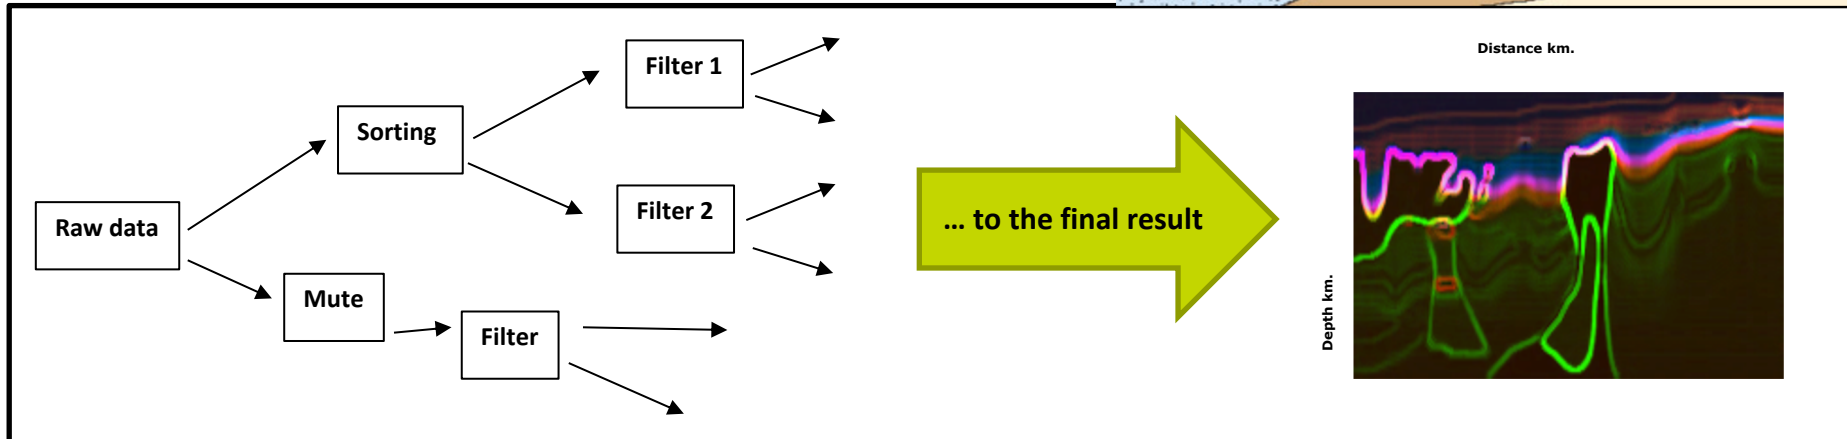 Raw data
Sorting
Mute
Filter 1
Filter 2
Filter
... to the final result
Distance km.
Depth km.